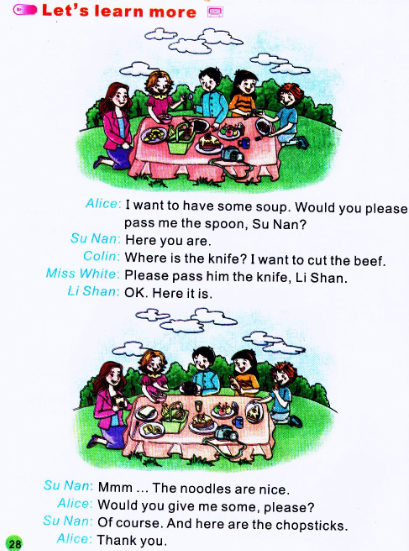 Let's learn more
Alice: I want to have some soup. Would you please
pass me the spoon, Su Nan?
Su Nan: Here you are.
Colin: Where is the knife? I want to cut the beef.
Miss White: Please pass him the knife, Li Shan.
Li Shan: OK. Here it is.
Su Nan: Mmm ... The noodles are nice.
Alice: Would you give me some, please?
Su Nan: Of course. And here are the chopsticks.
Alice: Thank you.
28